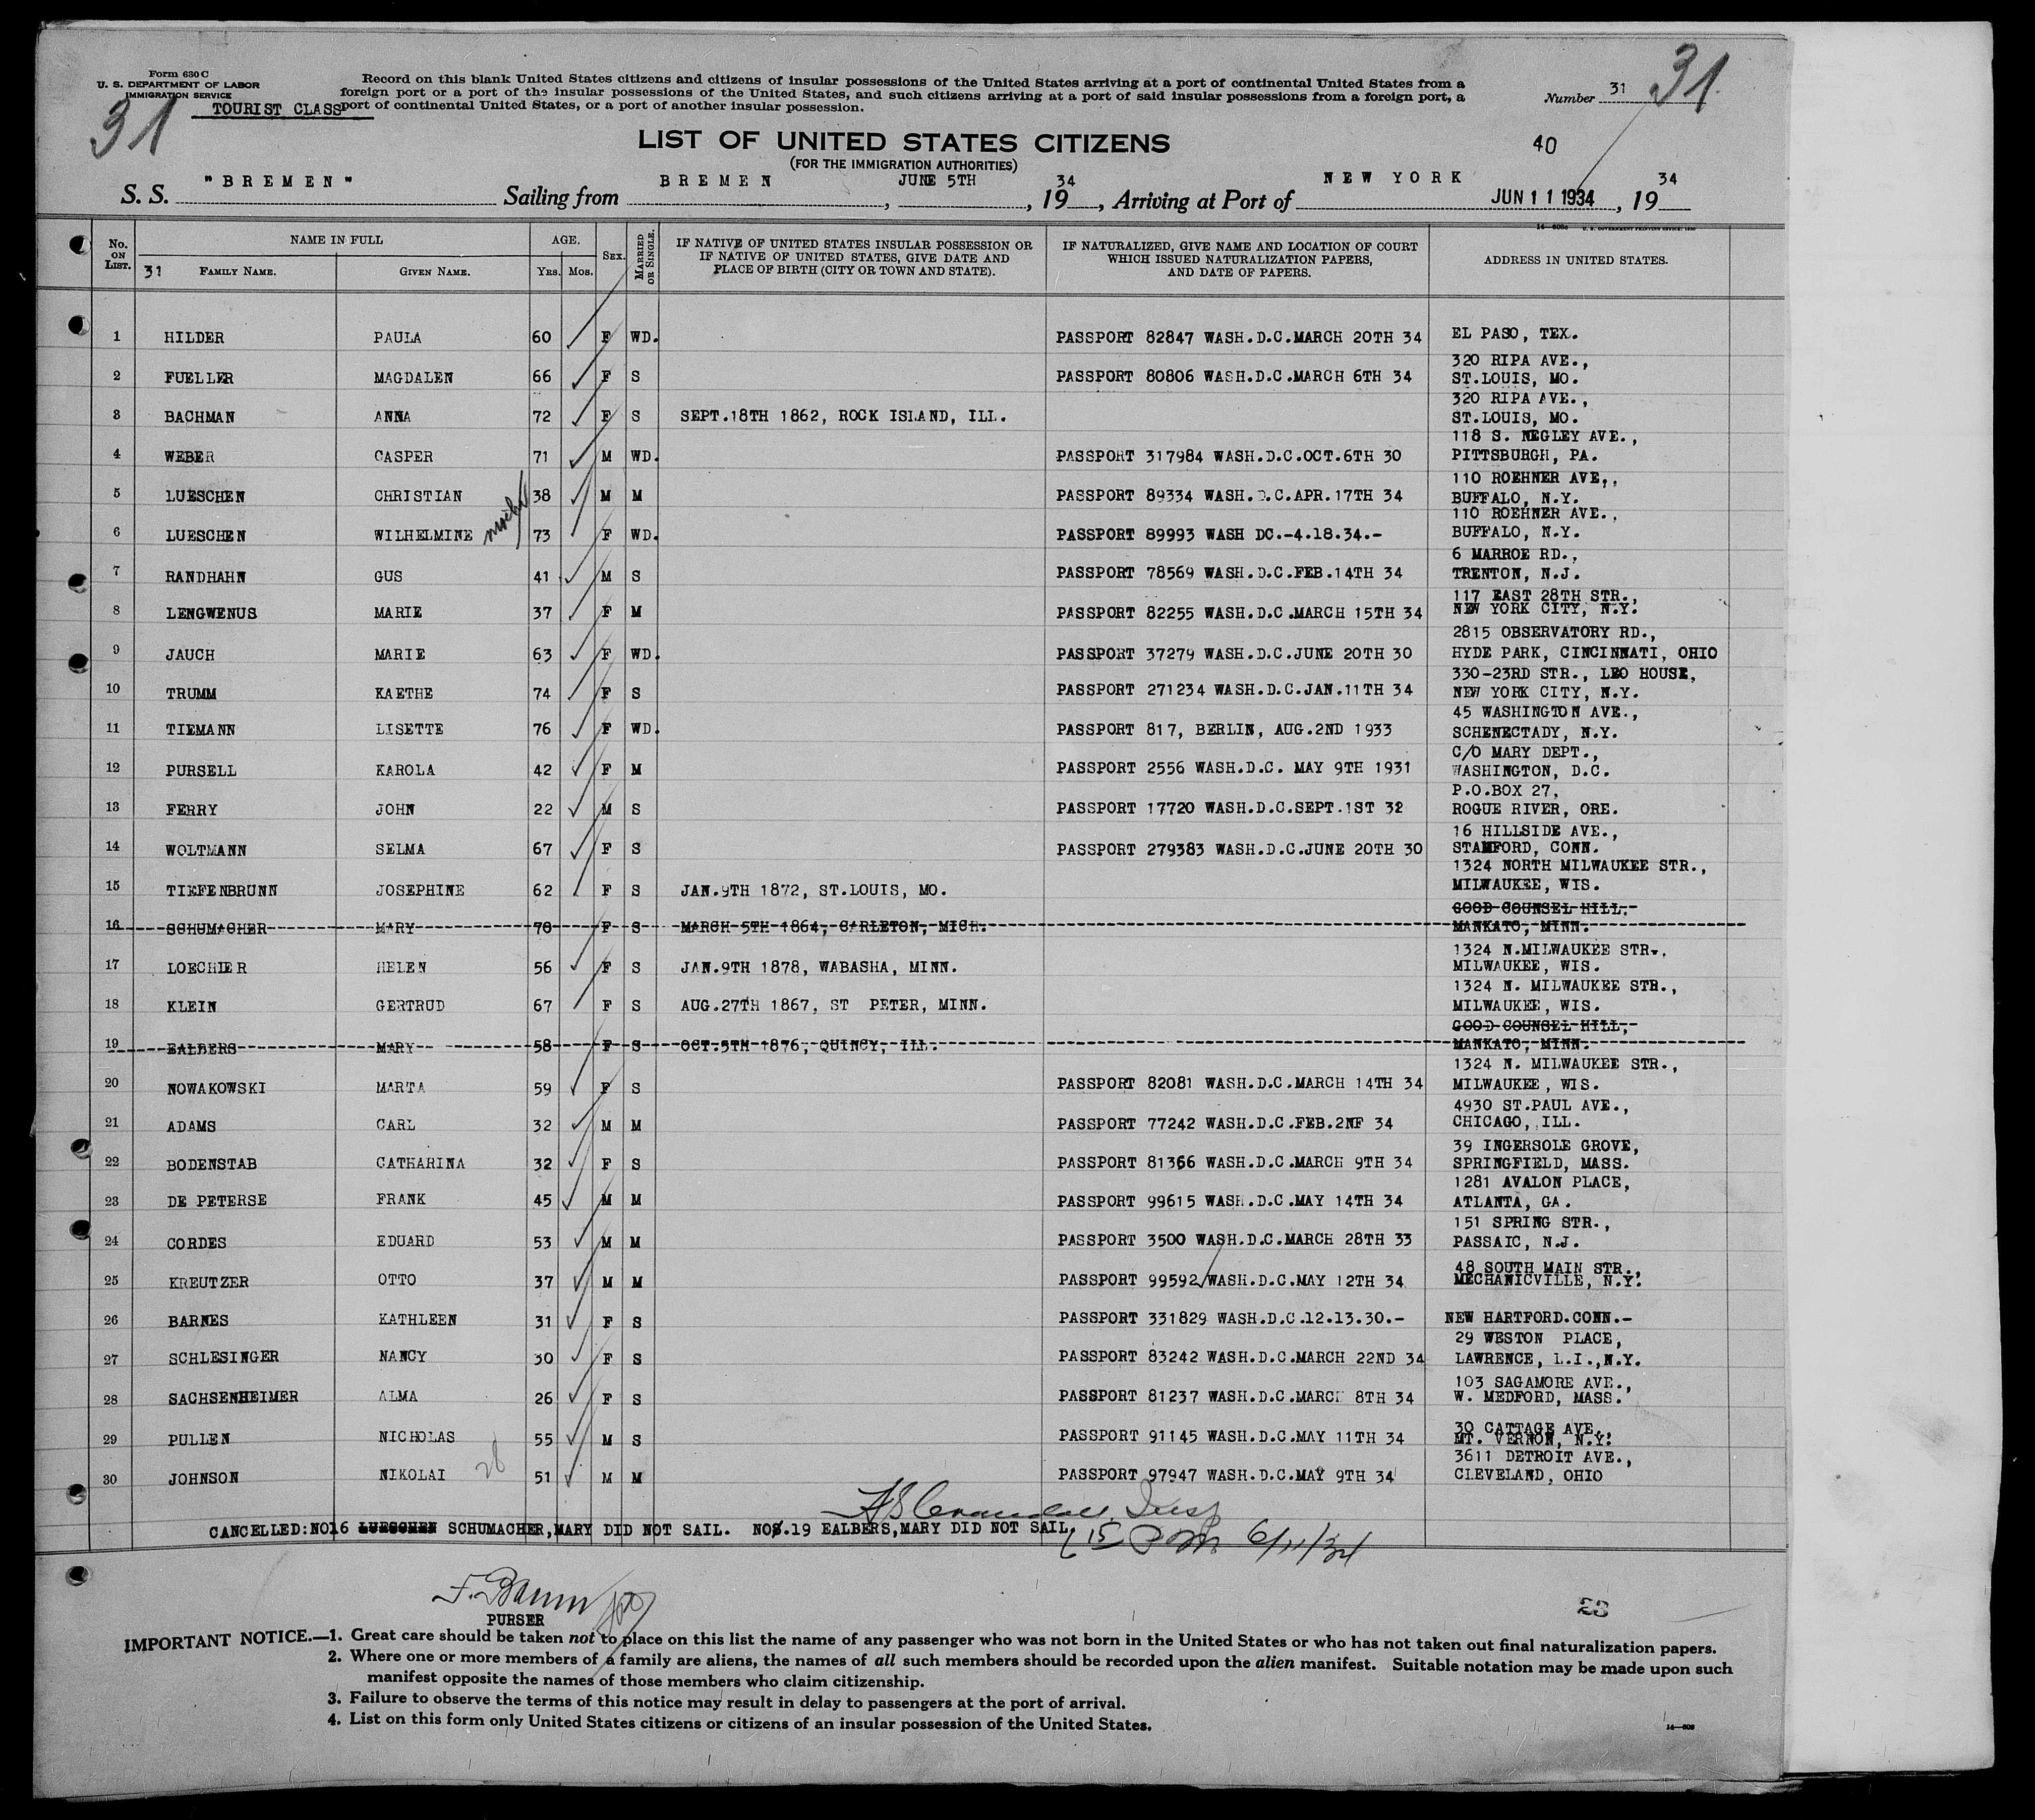 Form 630 C
U. S. DEPARTMENT OF LABOR
IMMIGRATION SERVICE
TOURIST CLASS
31
Record on this blank United States citizens and citizens of insular possessions of the United States arriving at a port of continental United States from a
foreign port or a port of the insular possessions of the United States, and such citizens arriving at a port of said insular possessions from a foreign port, a
port of continental United States, or a port of another insular possession.
Number 31
31
LIST OF UNITED STATES CITIZENS
(FOR THE IMMIGRATION AUTHORITIES)
40
S. S. "BREMEN" Sailing from BREMEN, JUNE 5TH, 1934, Arriving at Port of NEW YORK JUN 11 1934, 1934
No. ON LIST. NAME IN FULL AGE. SEX. MARRIED OR SINGLE. IF NATIVE OF UNITED STATES INSULAR POSSESSION OR IF NATIVE OF UNITED STATES, GIVE DATE AND PLACE OF BIRTH (CITY OR TOWN AND STATE). IF NATURALIZED, GIVE NAME AND LOCATION OF COURT WHICH ISSUED NATURALIZATION PAPERS, AND DATE OF PAPERS. ADDRESS IN UNITED STATES.
31 FAMILY NAME. GIVEN NAME. YRS. MOS.
1 HILDER PAULA 60 F WD. PASSPORT 82847 WASH.D.C.MARCH 20TH 34 EL PASO, TEX.
2 FUELLER MAGDALEN 66 F S PASSPORT 80806 WASH.D.C.MARCH 6TH 34 320 RIPA AVE., ST.LOUIS, MO.
3 BACHMAN ANNA 72 F S SEPT.18TH 1862, ROCK ISLAND, ILL. 320 RIPA AVE., ST.LOUIS, MO.
4 WEBER CASPER 71 M WD. PASSPORT 317984 WASH.D.C.OCT.6TH 30 118 S. NEGLEY AVE., PITTSBURGH, PA.
5 LUESCHEN CHRISTIAN 38 M M PASSPORT 89334 WASH.D.C.APR.17TH 34 110 ROEHNER AVE,, BUFFALO, N.Y.
6 LUESCHEN WILHELMINE 73 F WD. PASSPORT 89993 WASH DC.-4.18.34.- 110 ROEHNER AVE., BUFFALO, N.Y.
7 RANDHAHN GUS 41 M S PASSPORT 78569 WASH.D.C.FEB.14TH 34 6 MARROE RD., TRENTON, N.J.
8 LENGWENUS MARIE 37 F M PASSPORT 82255 WASH.D.C.MARCH 15TH 34 117 EAST 28TH STR., NEW YORK CITY, N.Y.
9 JAUCH MARIE 63 F WD. PASSPORT 37279 WASH.D.C.JUNE 20TH 30 2815 OBSERVATORY RD., HYDE PARK, CINCINNATI, OHIO
10 TRUMM KAETHE 74 F S PASSPORT 271234 WASH.D.C.JAN.11TH 34 330-23RD STR., LEO HOUSE, NEW YORK CITY, N.Y.
11 TIEMANN LISETTE 76 F WD. PASSPORT 817, BERLIN, AUG.2ND 1933 45 WASHINGTON AVE., SCHENECTADY, N.Y.
12 PURSELL KAROLA 42 F M PASSPORT 2556 WASH.D.C. MAY 9TH 1931 C/O MARY DEPT., WASHINGTON, D.C.
13 FERRY JOHN 22 M S PASSPORT 17720 WASH.D.C.SEPT.1ST 32 P.O.BOX 27, ROGUE RIVER, ORE.
14 WOLTMANN SELMA 67 F S PASSPORT 279383 WASH.D.C.JUNE 20TH 30 16 HILLSIDE AVE., STAMFORD, CONN.
15 TIEFENBRUNN JOSEPHINE 62 F S JAN.9TH 1872, ST.LOUIS, MO. 1324 NORTH MILWAUKEE STR., MILWAUKEE, WIS.
16 SCHUMACHER MARY 70 F S MARCH 5TH 1864, CARLETON, MICH. GOOD COUNSEL HILL, MANKATO, MINN.
17 LOECHIER HELEN 56 F S JAN.9TH 1878, WABASHA, MINN. 1324 N.MILWAUKEE STR., MILWAUKEE, WIS.
18 KLEIN GERTRUD 67 F S AUG.27TH 1867, ST PETER, MINN. 1324 N. MILWAUKEE STR., MILWAUKEE, WIS.
19 EALBERS MARY 58 F S OCT.5TH 1876, QUINCY, ILL. GOOD COUNSEL HILL, MANKATO, MINN.
20 NOWAKOWSKI MARTA 59 F S PASSPORT 82081 WASH.D.C.MARCH 14TH 34 1324 N. MILWAUKEE STR., MILWAUKEE, WIS.
21 ADAMS CARL 32 M M PASSPORT 77242 WASH.D.C.FEB.2NF 34 4930 ST.PAUL AVE., CHICAGO, ILL.
22 BODENSTAB CATHARINA 32 F S PASSPORT 81366 WASH.D.C.MARCH 9TH 34 39 INGERSOLE GROVE, SPRINGFIELD, MASS.
23 DE PETERSE FRANK 45 M M PASSPORT 99615 WASH.D.C.MAY 14TH 34 1281 AVALON PLACE, ATLANTA, GA.
24 CORDES EDUARD 53 M M PASSPORT 3500 WASH.D.C.MARCH 28TH 33 151 SPRING STR., PASSAIC, N.J.
25 KREUTZER OTTO 37 M M PASSPORT 99592 WASH.D.C.MAY 12TH 34 48 SOUTH MAIN STR., MECHANICVILLE, N.Y.
26 BARNES KATHLEEN 31 F S PASSPORT 331829 WASH.D.C.12.13.30.- NEW HARTFORD.CONN.-
27 SCHLESINGER NANCY 30 F S PASSPORT 83242 WASH.D.C.MARCH 22ND 34 29 WESTON PLACE, LAWRENCE, L.I.,N.Y.
28 SACHSENHEIMER ALMA 26 F S PASSPORT 81237 WASH.D.C.MARCH 8TH 34 103 SAGAMORE AVE., W. MEDFORD, MASS.
29 PULLEN NICHOLAS 55 M S PASSPORT 91145 WASH.D.C.MAY 11TH 34 30 CATTAGE AVE., MT. VERNON, N.Y.
30 JOHNSON NIKOLAI 28 51 M M PASSPORT 97947 WASH.D.C.MAY 9TH 34 3611 DETROIT AVE., CLEVELAND, OHIO
CANCELLED:NO16 LUESCHEN SCHUMACHER,MARY DID NOT SAIL. NOS.19 EALBERS,MARY DID NOT SAIL.
Insp
15 PM 6/11/34
F. Baum
PURSER
IMPORTANT NOTICE.—1. Great care should be taken not to place on this list the name of any passenger who was not born in the United States or who has not taken out final naturalization papers.
2. Where one or more members of a family are aliens, the names of all such members should be recorded upon the alien manifest. Suitable notation may be made upon such
manifest opposite the names of those members who claim citizenship.
3. Failure to observe the terms of this notice may result in delay to passengers at the port of arrival.
4. List on this form only United States citizens or citizens of an insular possession of the United States.